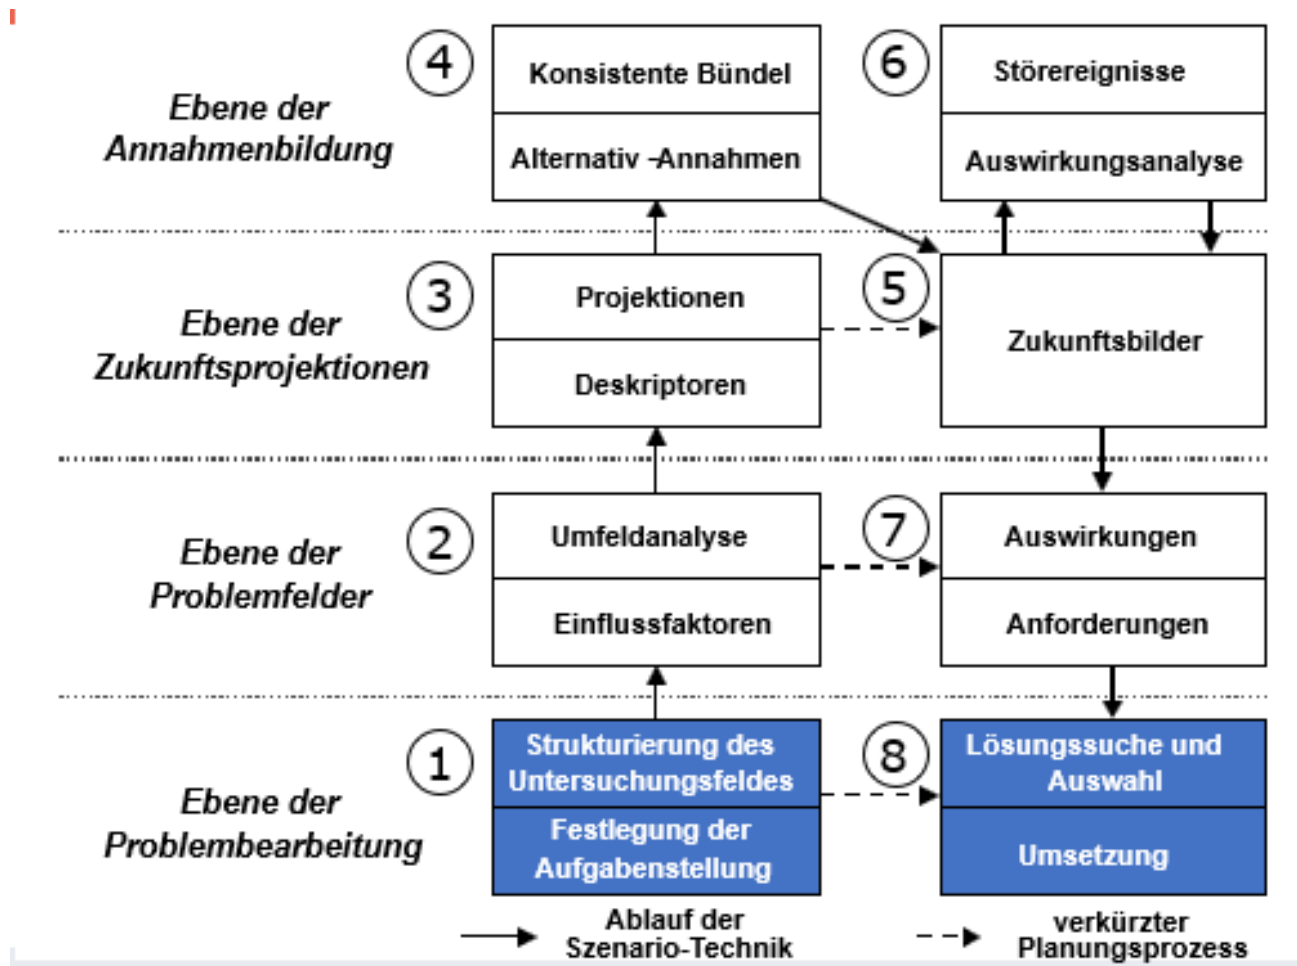 4
Konsistente Bündel
6
Störereignisse
Ebene der
Annahmenbildung
Alternativ -Annahmen
Auswirkungsanalyse
3
Projektionen
5
Zukunftsbilder
Ebene der
Zukunftsprojektionen
Deskriptoren
2
Umfeldanalyse
7
Auswirkungen
Ebene der
Problemfelder
Einflussfaktoren
Anforderungen
1
Strukturierung des
Untersuchungsfeldes
8
Lösungssuche und
Auswahl
Ebene der
Problembearbeitung
Festlegung der
Aufgabenstellung
Umsetzung
Ablauf der
Szenario-Technik
verkürzter
Planungsprozess